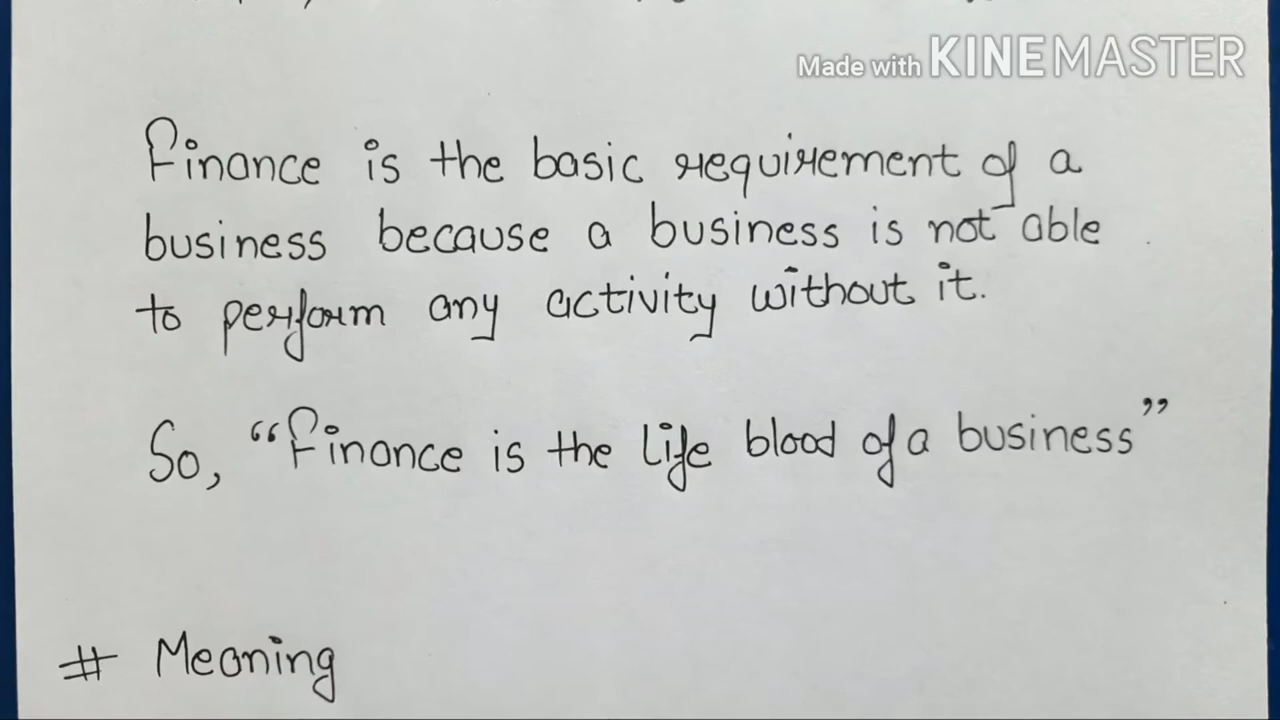 Made with KINEMASTER
Finance is the basic requirement of a
business because a business is not able
to perform any activity without it.
So, “Finance is the life blood of a business”
# Meaning